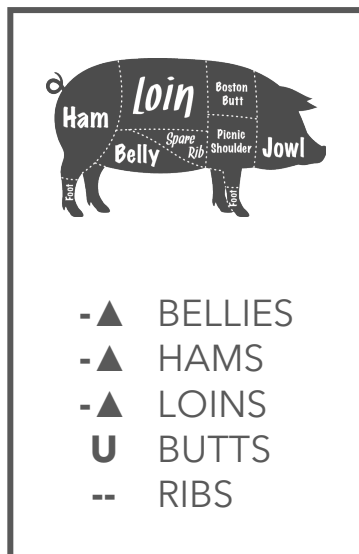 Loin
Boston
Butt
Ham
Spare
Rib
Picnic
Shoulder
Belly
Jowl
Foot
Foot
-▲ BELLIES
-▲ HAMS
-▲ LOINS
U BUTTS
-- RIBS